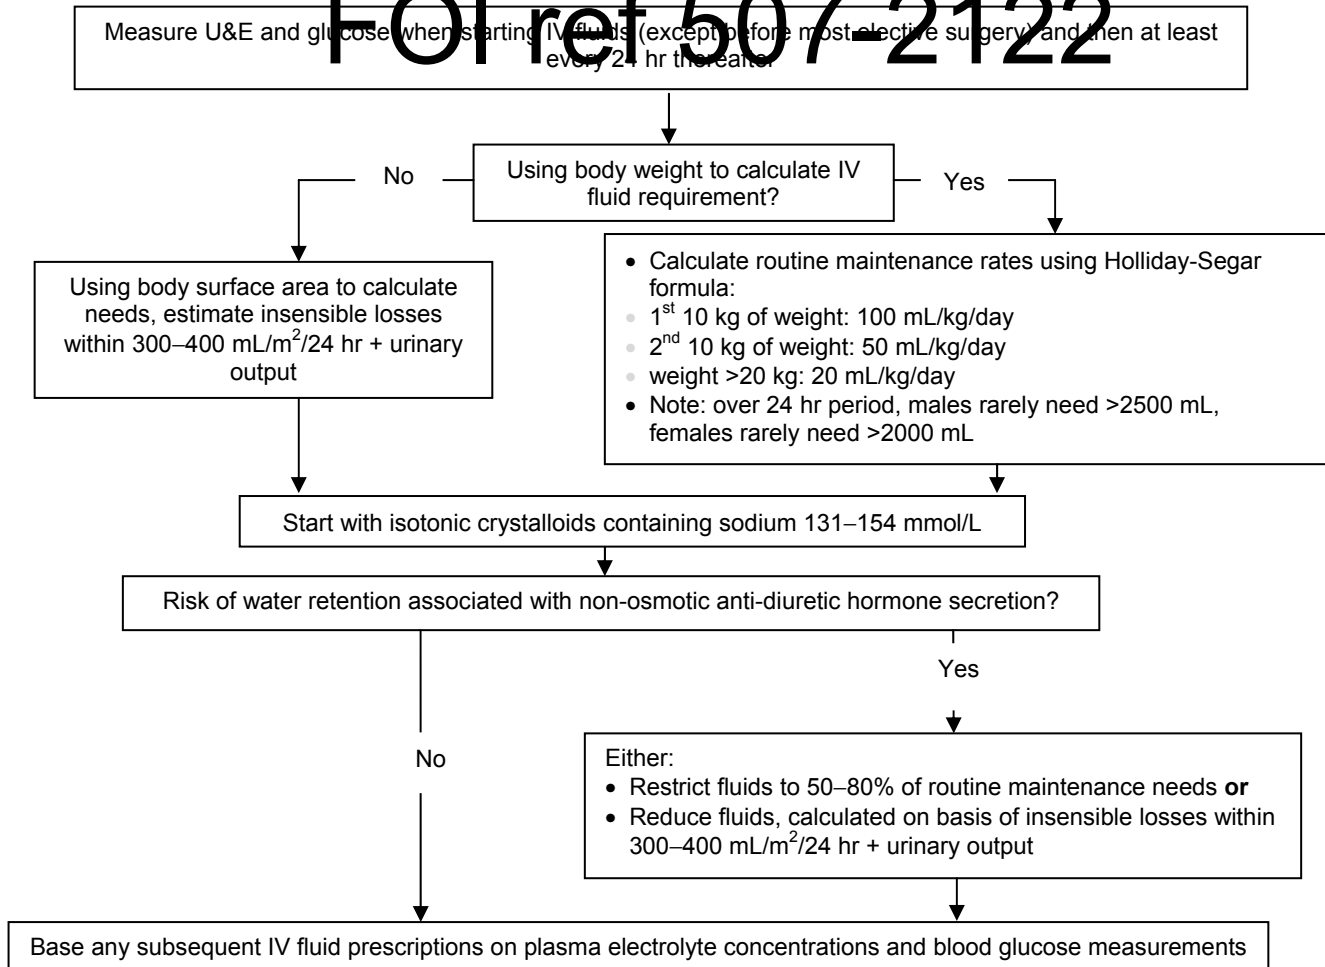 FOI ref 507-2122
Measure U&E and glucose when starting IV fluids (except before most elective surgery) and then at least
every 24 hr thereafter
Using body weight to calculate IV
fluid requirement?
No
Yes
Using body surface area to calculate
needs, estimate insensible losses
within 300–400 mL/m²/24 hr + urinary
output
• Calculate routine maintenance rates using Holliday-Segar
formula:
• 1ˢᵗ 10 kg of weight: 100 mL/kg/day
• 2ⁿᵈ 10 kg of weight: 50 mL/kg/day
• weight >20 kg: 20 mL/kg/day
• Note: over 24 hr period, males rarely need >2500 mL,
females rarely need >2000 mL
Start with isotonic crystalloids containing sodium 131–154 mmol/L
Risk of water retention associated with non-osmotic anti-diuretic hormone secretion?
Yes
No
Either:
• Restrict fluids to 50–80% of routine maintenance needs or
• Reduce fluids, calculated on basis of insensible losses within
300–400 mL/m²/24 hr + urinary output
Base any subsequent IV fluid prescriptions on plasma electrolyte concentrations and blood glucose measurements